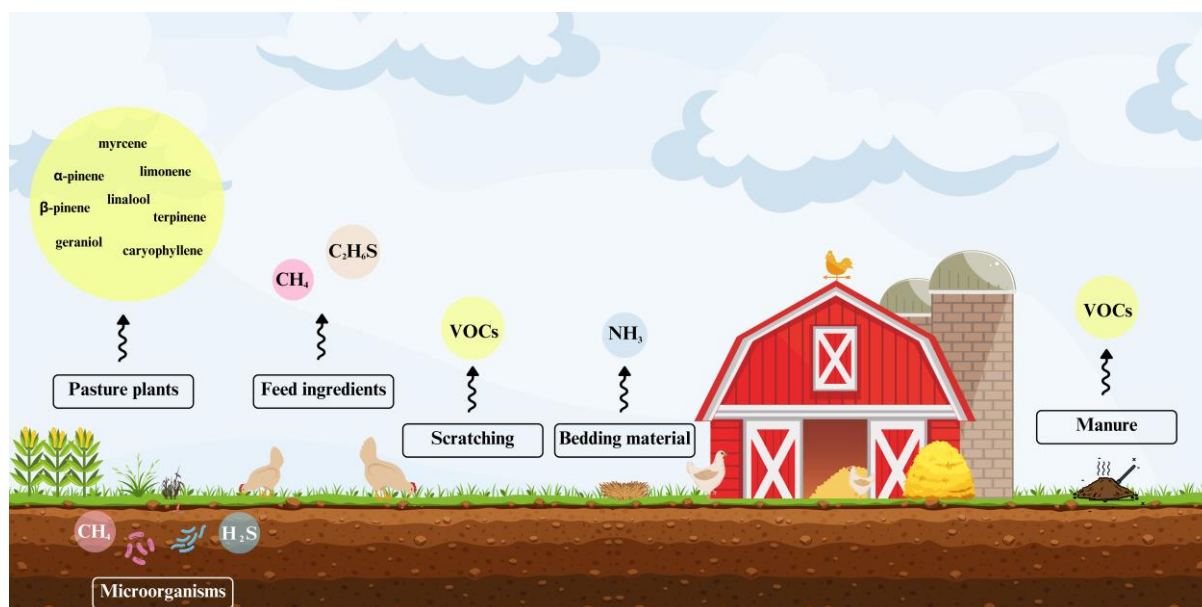 myrcene
α-pinene
limonene
β-pinene
linalool
terpinene
geraniol
caryophyllene
C₂H₆S
CH₄
VOCs
NH₃
VOCs
Pasture plants
Feed ingredients
Scratching
Bedding material
Manure
CH₄
H₂S
Microorganisms